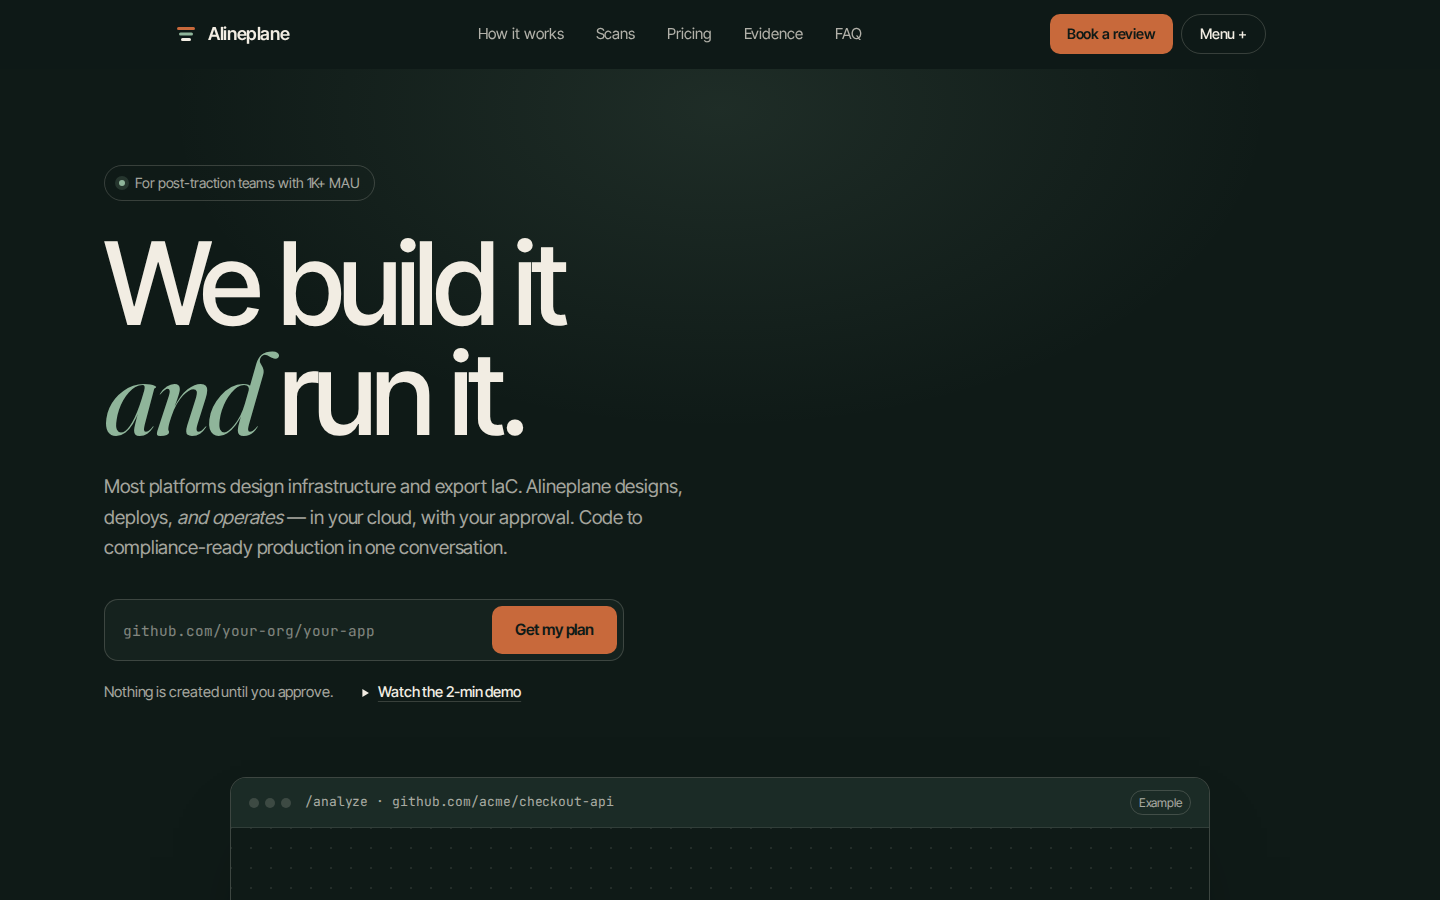 Alineplane
How it works
Scans
Pricing
Evidence
FAQ
Book a review
Menu +
For post-traction teams with 1K+ MAU
We build it
and run it.
Most platforms design infrastructure and export IaC. Alineplane designs,
deploys, and operates — in your cloud, with your approval. Code to
compliance-ready production in one conversation.
github.com/your-org/your-app
Get my plan
Nothing is created until you approve.
Watch the 2-min demo
/analyze · github.com/acme/checkout-api
Example